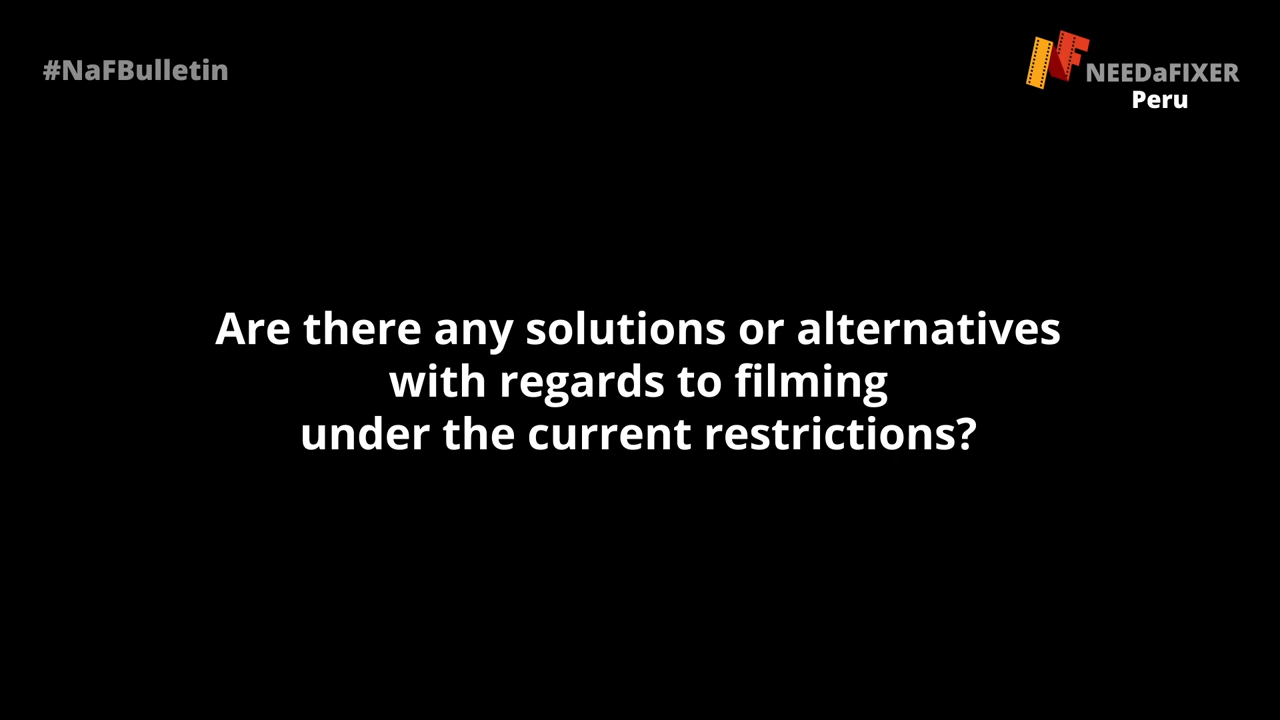 #NaFBulletin
NEEDaFIXER
Peru
Are there any solutions or alternatives
with regards to filming
under the current restrictions?